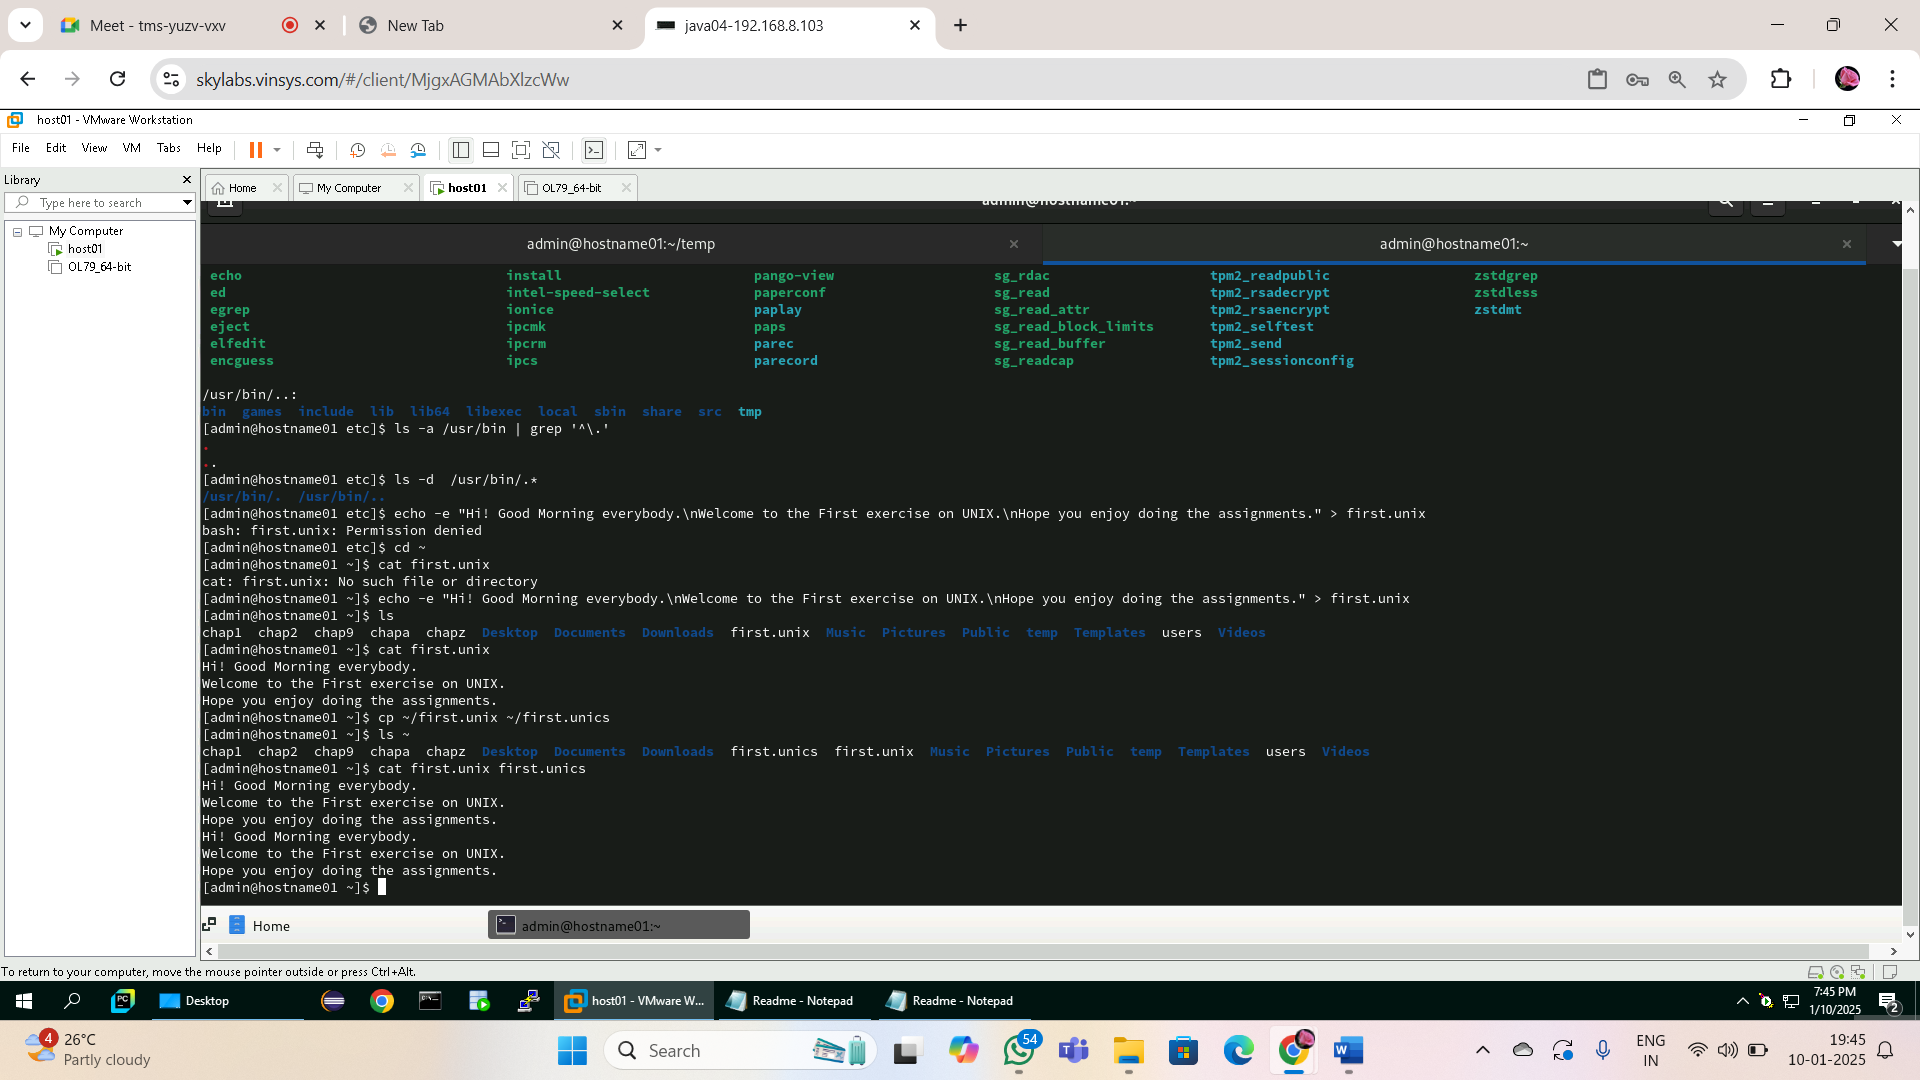 Meet - tms-yuzv-vxv
New Tab
java04-192.168.8.103
skylabs.vinsys.com/#/client/MjgxAGMAbXlzcWw
host01 - VMware Workstation
File Edit View VM Tabs Help
Library
Home My Computer host01 OL79_64-bit
Type here to search
My Computer
host01
OL79_64-bit
admin@hostname01:~
admin@hostname01:~/temp admin@hostname01:~
echo install pango-view sg_rdac tpm2_readpublic zstdgrep
ed intel-speed-select paperconf sg_read tpm2_rsadecrypt zstdless
egrep ionice paplay sg_read_attr tpm2_rsaencrypt zstdmt
eject ipcmk paps sg_read_block_limits tpm2_selftest
elfedit ipcrm parec sg_read_buffer tpm2_send
encguess ipcs parecord sg_readcap tpm2_sessionconfig
/usr/bin/..:
bin games include lib lib64 libexec local sbin share src tmp
[admin@hostname01 etc]$ ls -a /usr/bin | grep '^\.'
.
..
[admin@hostname01 etc]$ ls -d  /usr/bin/.*
/usr/bin/.  /usr/bin/..
[admin@hostname01 etc]$ echo -e "Hi! Good Morning everybody.\nWelcome to the First exercise on UNIX.\nHope you enjoy doing the assignments." > first.unix
bash: first.unix: Permission denied
[admin@hostname01 etc]$ cd ~
[admin@hostname01 ~]$ cat first.unix
cat: first.unix: No such file or directory
[admin@hostname01 ~]$ echo -e "Hi! Good Morning everybody.\nWelcome to the First exercise on UNIX.\nHope you enjoy doing the assignments." > first.unix
[admin@hostname01 ~]$ ls
chap1 chap2 chap9 chapa chapz Desktop Documents Downloads first.unix Music Pictures Public temp Templates users Videos
[admin@hostname01 ~]$ cat first.unix
Hi! Good Morning everybody.
Welcome to the First exercise on UNIX.
Hope you enjoy doing the assignments.
[admin@hostname01 ~]$ cp ~/first.unix ~/first.unics
[admin@hostname01 ~]$ ls ~
chap1 chap2 chap9 chapa chapz Desktop Documents Downloads first.unics first.unix Music Pictures Public temp Templates users Videos
[admin@hostname01 ~]$ cat first.unix first.unics
Hi! Good Morning everybody.
Welcome to the First exercise on UNIX.
Hope you enjoy doing the assignments.
Hi! Good Morning everybody.
Welcome to the First exercise on UNIX.
Hope you enjoy doing the assignments.
[admin@hostname01 ~]$
Home admin@hostname01:~
To return to your computer, move the mouse pointer outside or press Ctrl+Alt.
PC Desktop host01 - VMware W... Readme - Notepad Readme - Notepad
7:45 PM
1/10/2025
2
4 26°C
Partly cloudy
Search
54
W
ENG
IN
19:45
10-01-2025